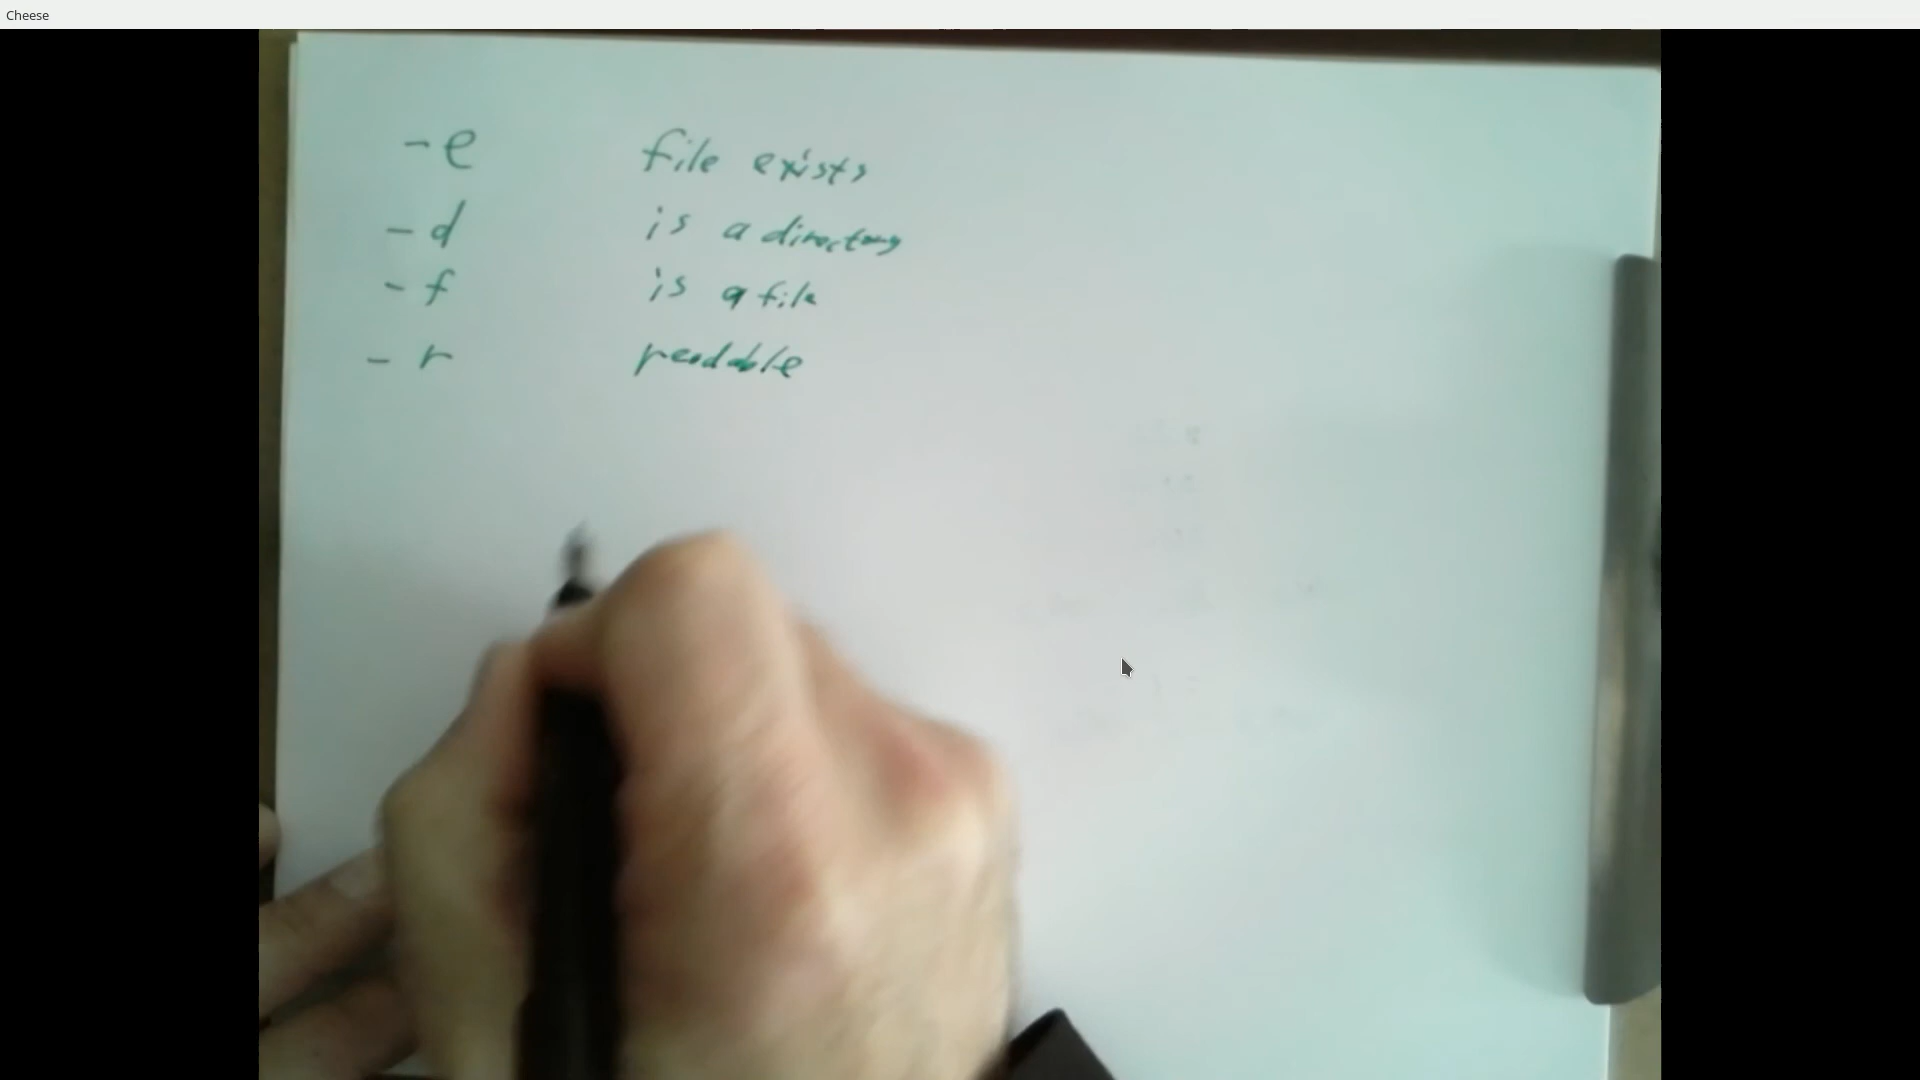 Cheese
-e file exists
-d is a directory
-f is a file
-r readable